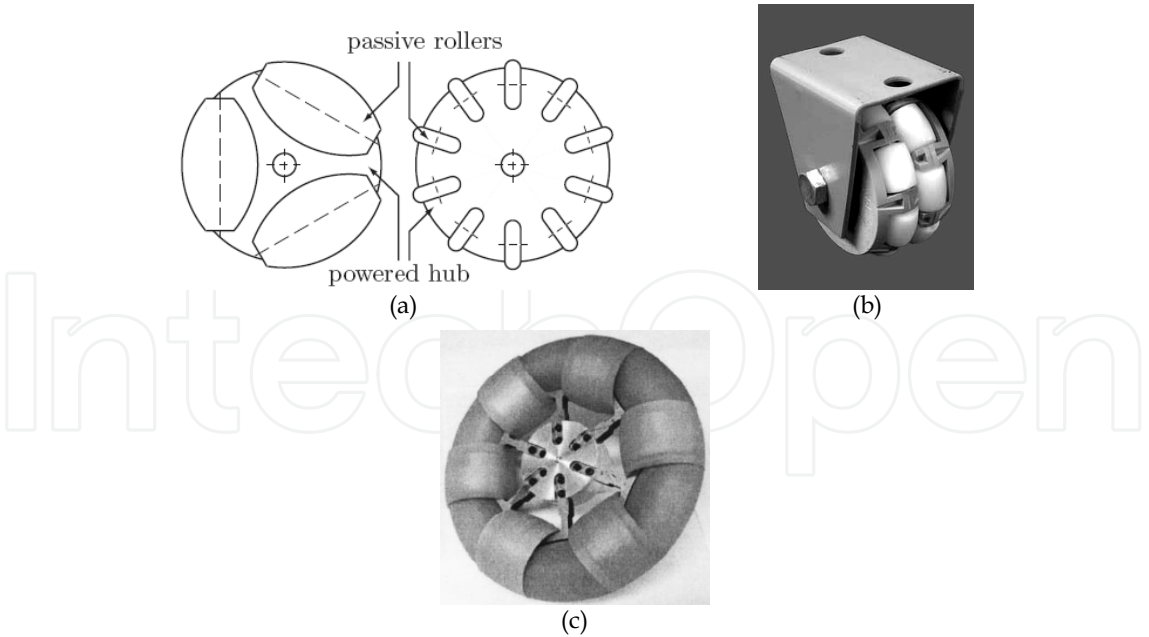 passive rollers
powered hub
(a)
(b)
IntechOpen
(c)